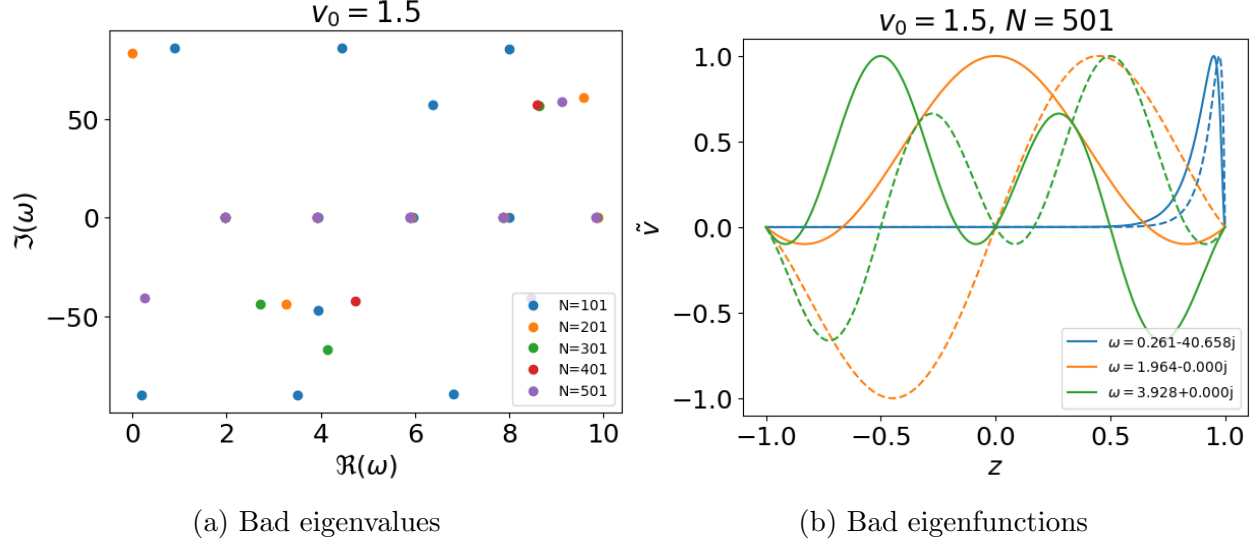 v₀ = 1.5
ℑ(ω)
50
0
−50
0
2
4
6
8
10
ℜ(ω)
N=101
N=201
N=301
N=401
N=501
(a) Bad eigenvalues
v₀ = 1.5, N = 501
ṽ
1.0
0.5
0.0
−0.5
−1.0
−1.0
−0.5
0.0
0.5
1.0
z
ω = 0.261-40.658j
ω = 1.964-0.000j
ω = 3.928+0.000j
(b) Bad eigenfunctions